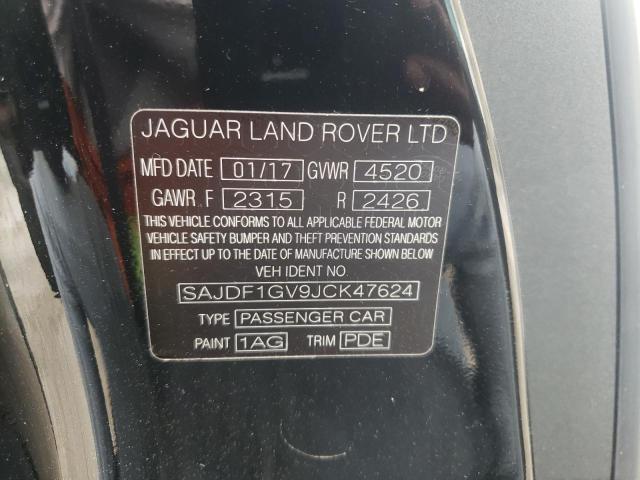 JAGUAR LAND ROVER LTD
MFD DATE 01/17 GVWR 4520
GAWR F 2315 R 2426
THIS VEHICLE CONFORMS TO ALL APPLICABLE FEDERAL MOTOR
VEHICLE SAFETY BUMPER AND THEFT PREVENTION STANDARDS
IN EFFECT UP TO THE DATE OF MANUFACTURE SHOWN ABOVE
VEH IDENT NO.
SAJDF1GV9JCK47624
TYPE PASSENGER CAR
PAINT 1AG TRIM PDE